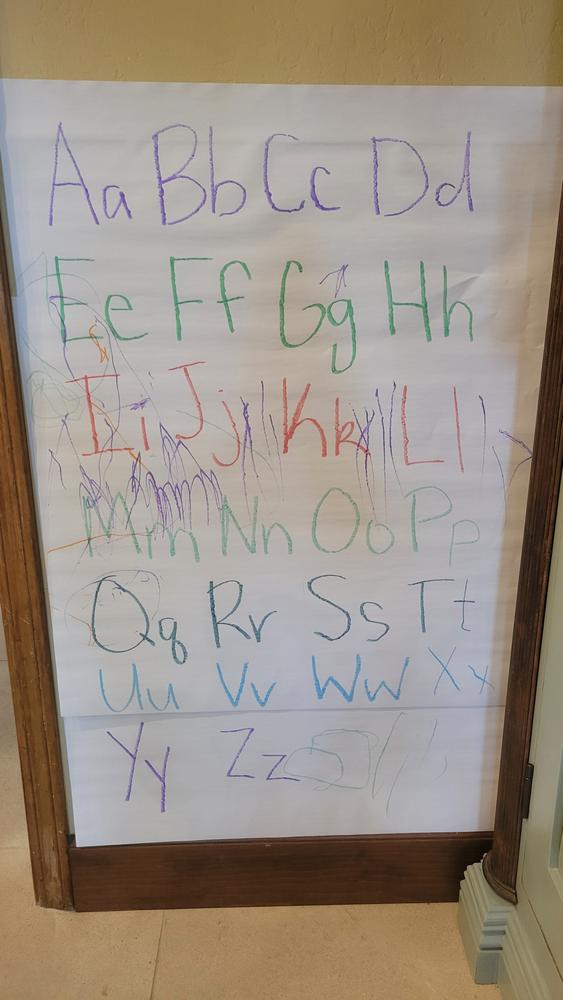 Aa Bb Cc Dd
Ee Ff Gg Hh
Ii Jj Kk Ll
Mm Nn Oo Pp
Qq Rr Ss Tt
Uu Vv Ww Xx
Yy Zz